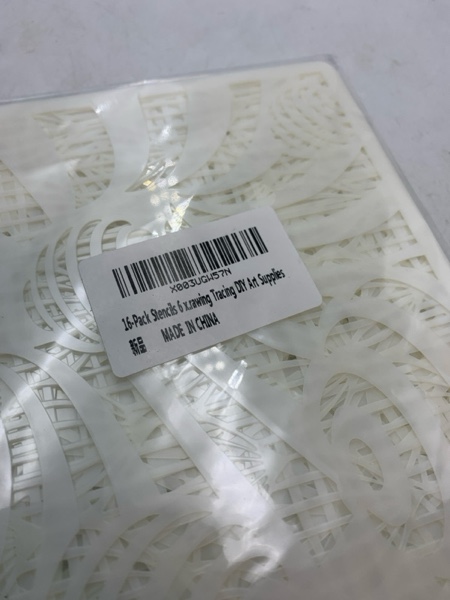 X003UGW57N
16-Pack Stencils 6 x.rawing Tracing DIY Art Supplies
新品
MADE IN CHINA